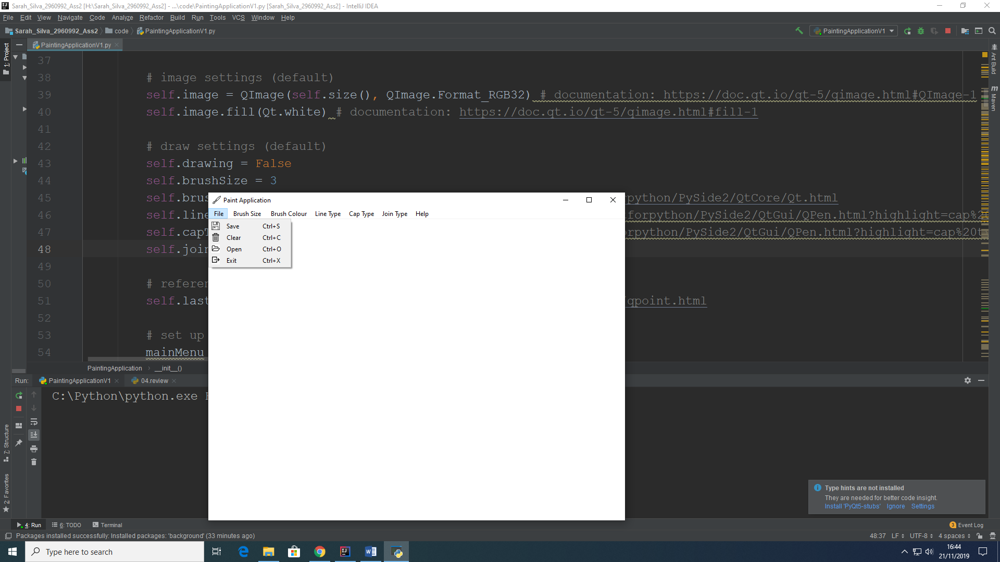 Sarah_Silva_2960992_Ass2 [H:\Sarah_Silva_2960992_Ass2] - ...\code\PaintingApplicationV1.py [Sarah_Silva_2960992_Ass2] - IntelliJ IDEA
File Edit View Navigate Code Analyze Refactor Build Run Tools VCS Window Help
Sarah_Silva_2960992_Ass2 code PaintingApplicationV1.py PaintingApplicationV1
1: Project
PaintingApplicationV1.py
Ant Build
Maven
37
38 # image settings (default)
39 self.image = QImage(self.size(), QImage.Format_RGB32) # documentation: https://doc.qt.io/qt-5/qimage.html#QImage-1
40 self.image.fill(Qt.white) # documentation: https://doc.qt.io/qt-5/qimage.html#fill-1
41
42 # draw settings (default)
43 self.drawing = False
44 self.brushSize = 3
45 self.brus rpython/PySide2/QtCore/Qt.html
46 self.line forpython/PySide2/QtGui/QPen.html?highlight=cap%20
47 self.capT orpython/PySide2/QtGui/QPen.html?highlight=cap%20t
48 self.join
49
50 # referen
51 self.last /qpoint.html
52
53 # set up
54 mainMenu
Paint Application
File Brush Size Brush Colour Line Type Cap Type Join Type Help
Save Ctrl+S
Clear Ctrl+C
Open Ctrl+O
Exit Ctrl+X
PaintingApplication › __init__()
Run: PaintingApplicationV1 04.review
C:\Python\python.exe
7: Structure
2: Favorites
Type hints are not installed
They are needed for better code insight.
Install 'PyQt5-stubs' Ignore Settings
4: Run 6: TODO Terminal 3 Event Log
Packages installed successfully: Installed packages: 'background' (33 minutes ago) 48:37 LF UTF-8 4 spaces
Type here to search
16:44
21/11/2019